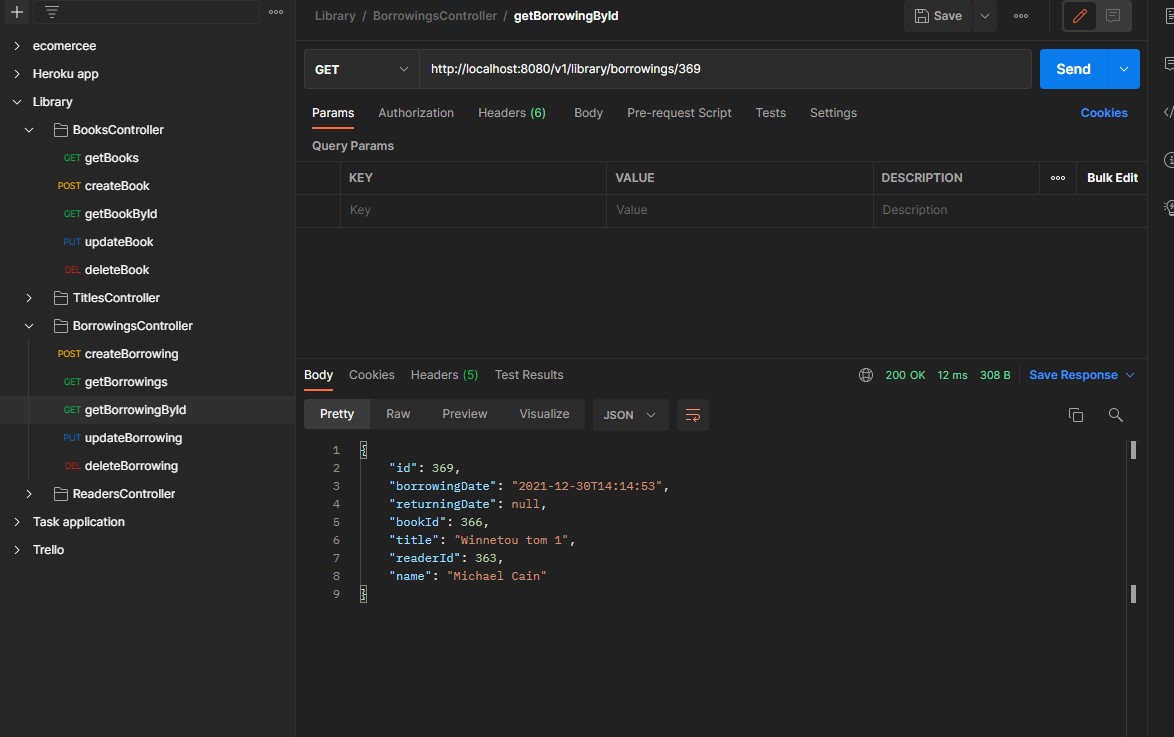 Library / BorrowingsController / getBorrowingById
Save
ecomercee
Heroku app
Library
BooksController
GET getBooks
POST createBook
GET getBookById
PUT updateBook
DEL deleteBook
TitlesController
BorrowingsController
POST createBorrowing
GET getBorrowings
GET getBorrowingById
PUT updateBorrowing
DEL deleteBorrowing
ReadersController
Task application
Trello
GET http://localhost:8080/v1/library/borrowings/369 Send
Params Authorization Headers (6) Body Pre-request Script Tests Settings Cookies
Query Params
KEY VALUE DESCRIPTION Bulk Edit
Key Value Description
Body Cookies Headers (5) Test Results 200 OK 12 ms 308 B Save Response
Pretty Raw Preview Visualize JSON
1 {
2 "id": 369,
3 "borrowingDate": "2021-12-30T14:14:53",
4 "returningDate": null,
5 "bookId": 366,
6 "title": "Winnetou tom 1",
7 "readerId": 363,
8 "name": "Michael Cain"
9 }